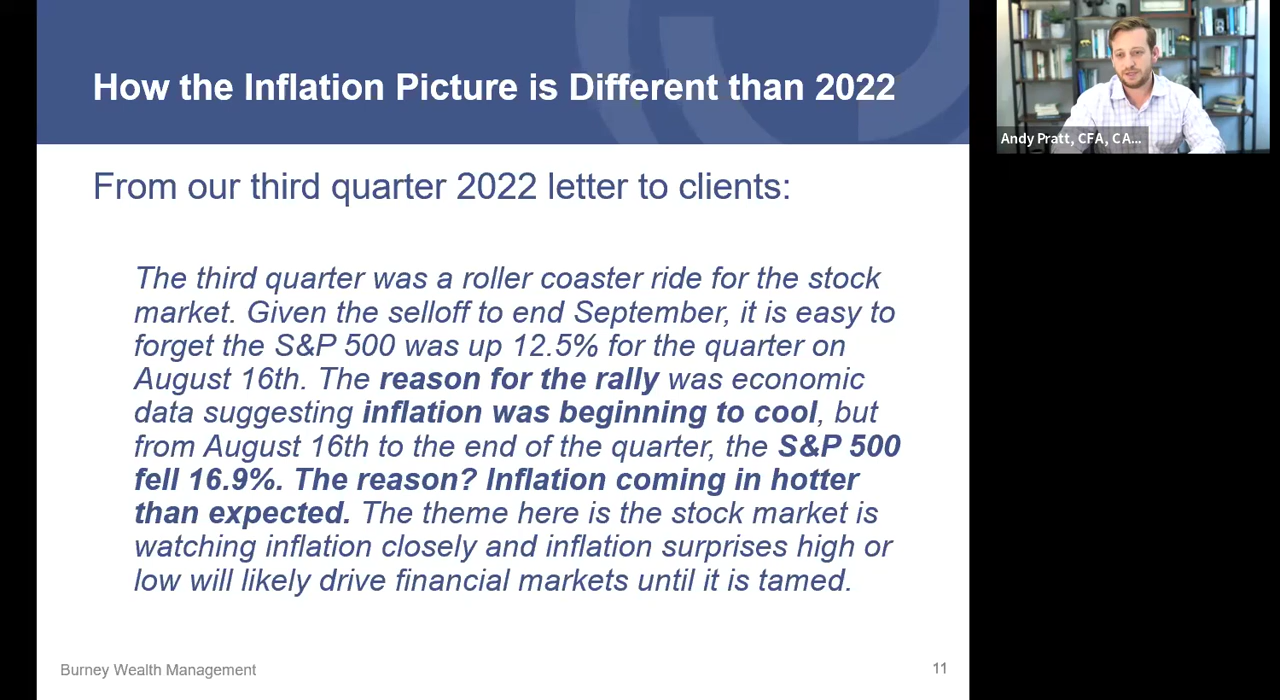 How the Inflation Picture is Different than 2022
Andy Pratt, CFA, CA...
From our third quarter 2022 letter to clients:
The third quarter was a roller coaster ride for the stock
market. Given the selloff to end September, it is easy to
forget the S&P 500 was up 12.5% for the quarter on
August 16th. The reason for the rally was economic
data suggesting inflation was beginning to cool, but
from August 16th to the end of the quarter, the S&P 500
fell 16.9%. The reason? Inflation coming in hotter
than expected. The theme here is the stock market is
watching inflation closely and inflation surprises high or
low will likely drive financial markets until it is tamed.
Burney Wealth Management
11